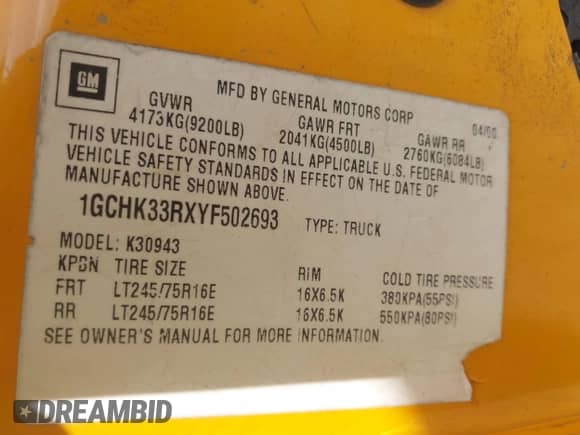 GM
MFD BY GENERAL MOTORS CORP 04/00
GVWR GAWR FRT GAWR RR
4173KG(9200LB) 2041KG(4500LB) 2760KG(6084LB)
THIS VEHICLE CONFORMS TO ALL APPLICABLE U.S. FEDERAL MOTOR
VEHICLE SAFETY STANDARDS IN EFFECT ON THE DATE OF
MANUFACTURE SHOWN ABOVE.
1GCHK33RXYF502693 TYPE: TRUCK
MODEL: K30943
KPBN TIRE SIZE RIM COLD TIRE PRESSURE
FRT LT245/75R16E 16X6.5K 380KPA(55PSI)
RR LT245/75R16E 16X6.5K 550KPA(80PSI)
SEE OWNER'S MANUAL FOR MORE INFORMATION.
DREAMBID